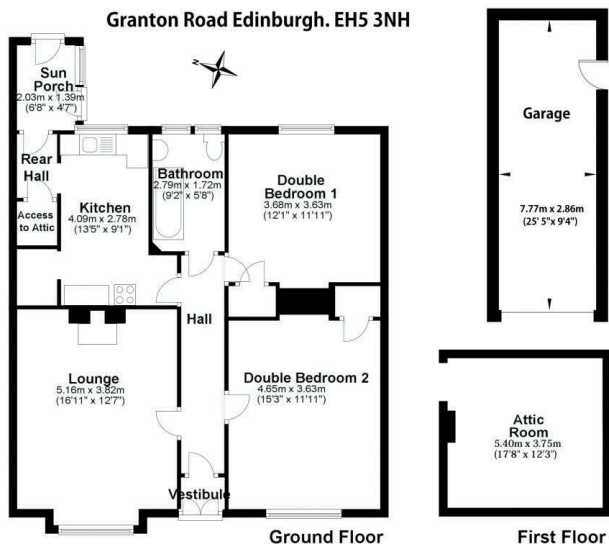 Granton Road Edinburgh. EH5 3NH
Sun
Porch
2.03m x 1.39m
(6'8" x 4'7")
Rear
Hall
Access
to Attic
Kitchen
4.09m x 2.78m
(13'5" x 9'1")
Bathroom
2.79m x 1.72m
(9'2" x 5'8")
Double
Bedroom 1
3.68m x 3.63m
(12'1" x 11'11")
Hall
Lounge
5.16m x 3.82m
(16'11" x 12'7")
Double Bedroom 2
4.65m x 3.63m
(15'3" x 11'11")
Vestibule
Ground Floor
Garage
7.77m x 2.86m
(25' 5"x 9'4")
Attic
Room
5.40m x 3.75m
(17'8" x 12'3")
First Floor